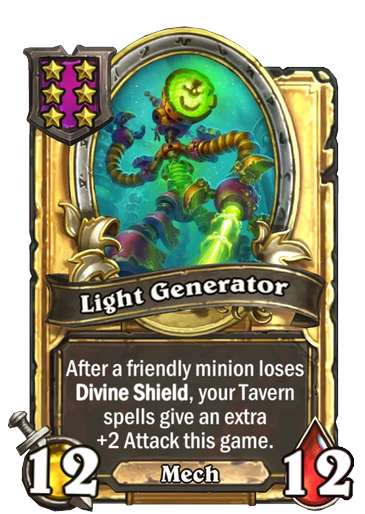 Light Generator
After a friendly minion loses
Divine Shield, your Tavern
spells give an extra
+2 Attack this game.
12
Mech
12